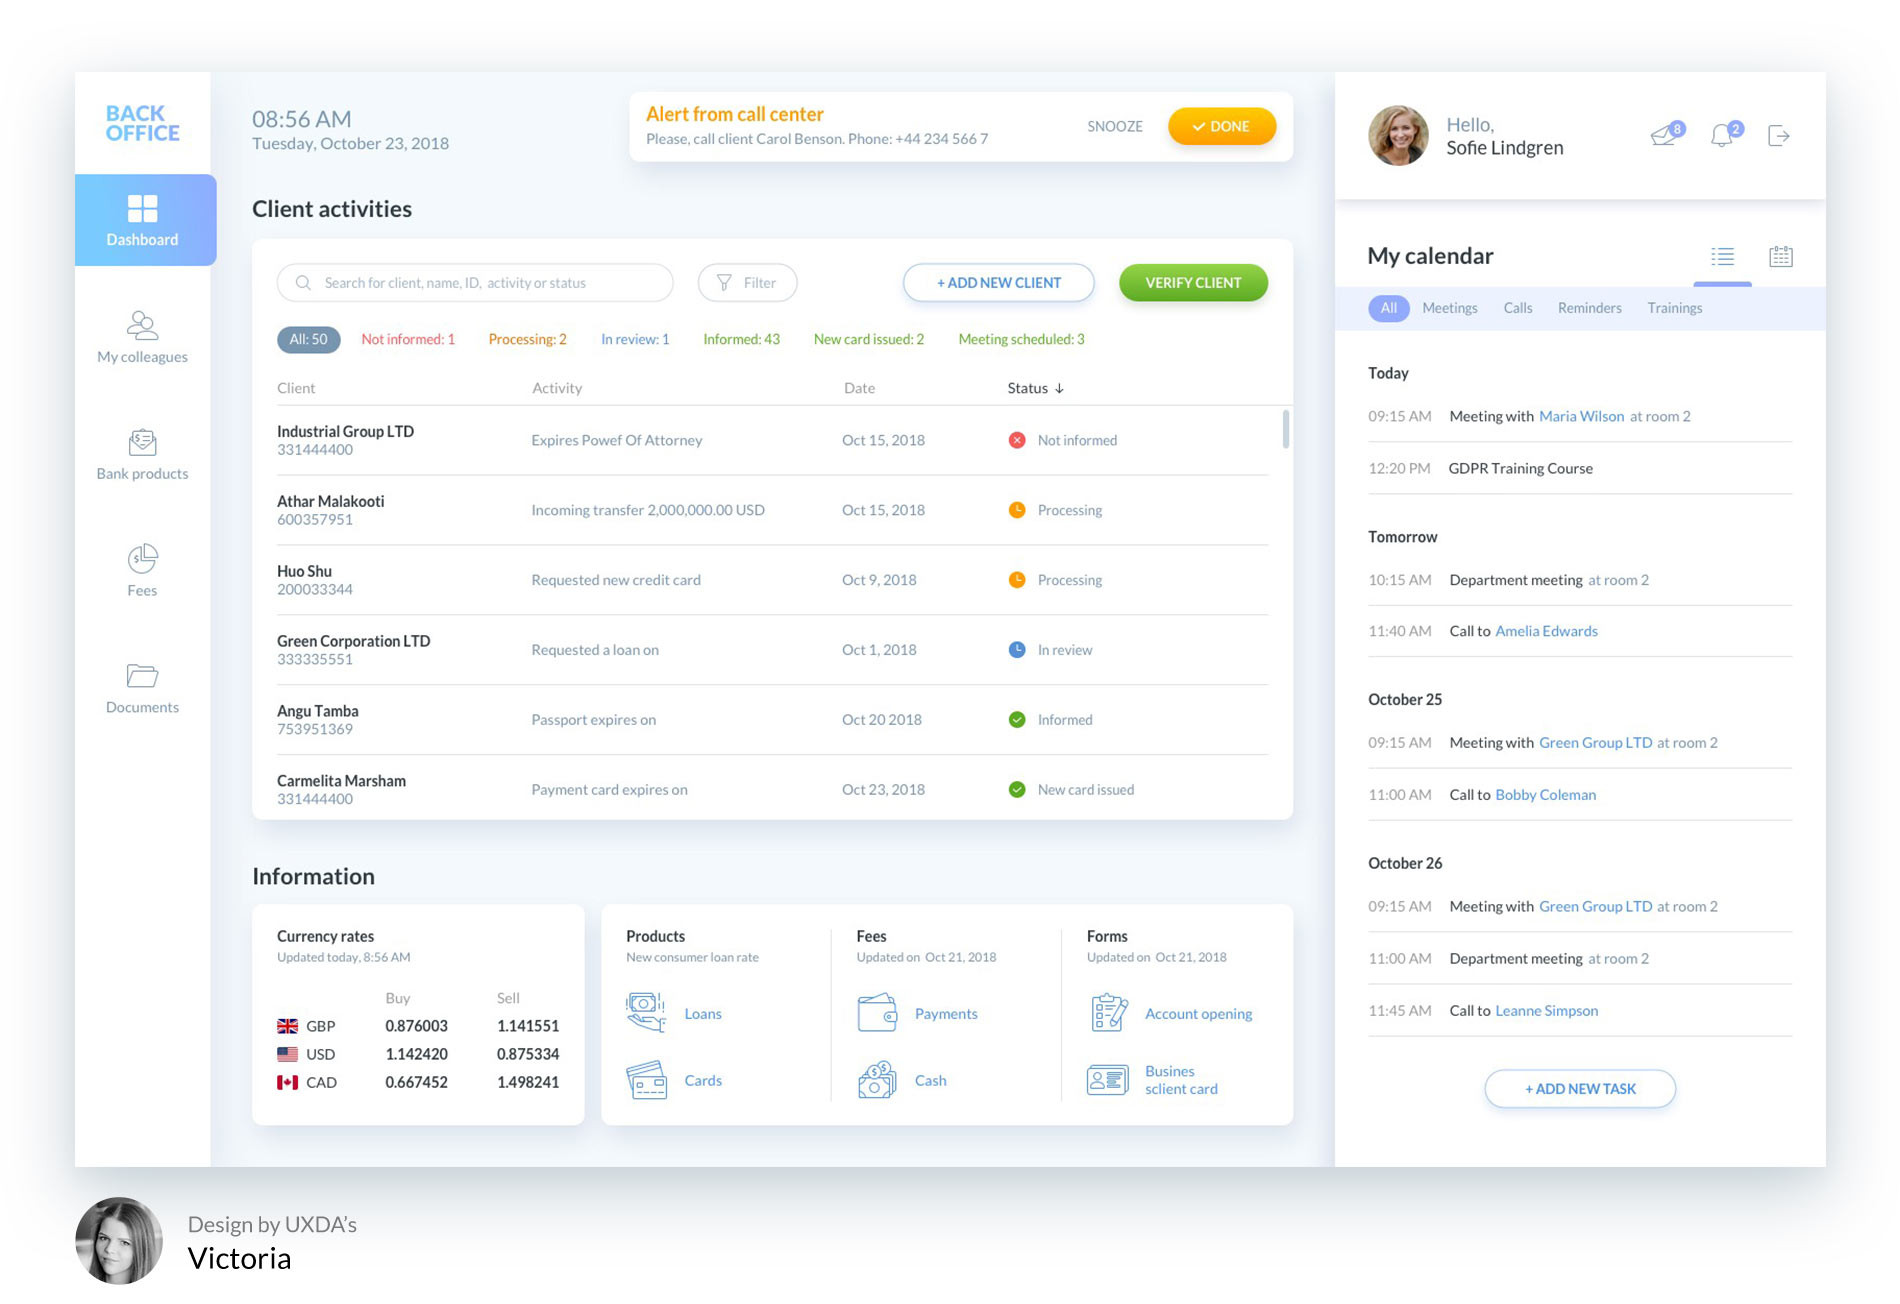 BACK
OFFICE
Dashboard
My colleagues
Bank products
Fees
Documents
08:56 AM
Tuesday, October 23, 2018
Alert from call center
Please, call client Carol Benson. Phone: +44 234 566 7
SNOOZE
DONE
Client activities
Search for client, name, ID, activity or status
Filter
+ ADD NEW CLIENT
VERIFY CLIENT
All: 50 Not informed: 1 Processing: 2 In review: 1 Informed: 43 New card issued: 2 Meeting scheduled: 3
Client Activity Date Status ↓
Industrial Group LTD
331444400
Expires Powef Of Attorney Oct 15, 2018 Not informed
Athar Malakooti
600357951
Incoming transfer 2,000,000.00 USD Oct 15, 2018 Processing
Huo Shu
200033344
Requested new credit card Oct 9, 2018 Processing
Green Corporation LTD
333335551
Requested a loan on Oct 1, 2018 In review
Angu Tamba
753951369
Passport expires on Oct 20 2018 Informed
Carmelita Marsham
331444400
Payment card expires on Oct 23, 2018 New card issued
Information
Currency rates
Updated today, 8:56 AM
Buy Sell
GBP 0.876003 1.141551
USD 1.142420 0.875334
CAD 0.667452 1.498241
Products
New consumer loan rate
$
Loans
Cards
Fees
Updated on Oct 21, 2018
Payments
$ $
Cash
Forms
Updated on Oct 21, 2018
Account opening
Busines
sclient card
Hello,
Sofie Lindgren
8
2
My calendar
All Meetings Calls Reminders Trainings
Today
09:15 AM Meeting with Maria Wilson at room 2
12:20 PM GDPR Training Course
Tomorrow
10:15 AM Department meeting at room 2
11:40 AM Call to Amelia Edwards
October 25
09:15 AM Meeting with Green Group LTD at room 2
11:00 AM Call to Bobby Coleman
October 26
09:15 AM Meeting with Green Group LTD at room 2
11:00 AM Department meeting at room 2
11:45 AM Call to Leanne Simpson
+ ADD NEW TASK
Design by UXDA's
Victoria